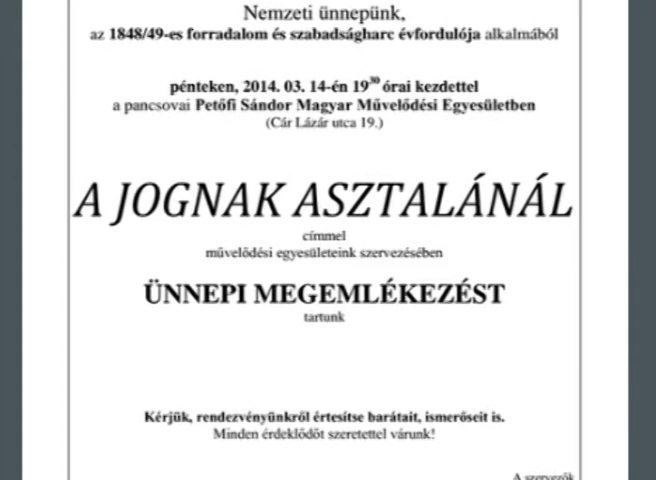 Nemzeti ünnepünk,
az 1848/49-es forradalom és szabadságharc évfordulója alkalmából
pénteken, 2014. 03. 14-én 19³⁰ órai kezdettel
a pancsovai Petőfi Sándor Magyar Művelődési Egyesületben
(Cár Lázár utca 19.)
A JOGNAK ASZTALÁNÁL
címmel
művelődési egyesületeink szervezésében
ÜNNEPI MEGEMLÉKEZÉST
tartunk
Kérjük, rendezvényünkről értesítse barátait, ismerőseit is.
Minden érdeklődőt szeretettel várunk!
A szervezők